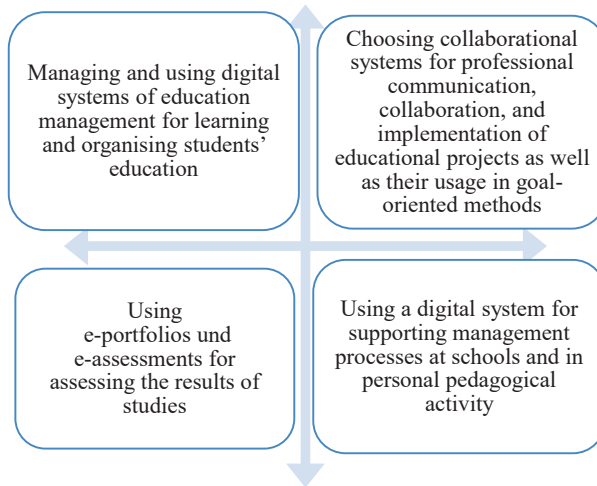 Managing and using digital
systems of education
management for learning
and organising students’
education
Choosing collaborational
systems for professional
communication,
collaboration, and
implementation of
educational projects as well
as their usage in goal-
oriented methods
Using
e-portfolios und
e-assessments for
assessing the results of
studies
Using a digital system for
supporting management
processes at schools and in
personal pedagogical
activity